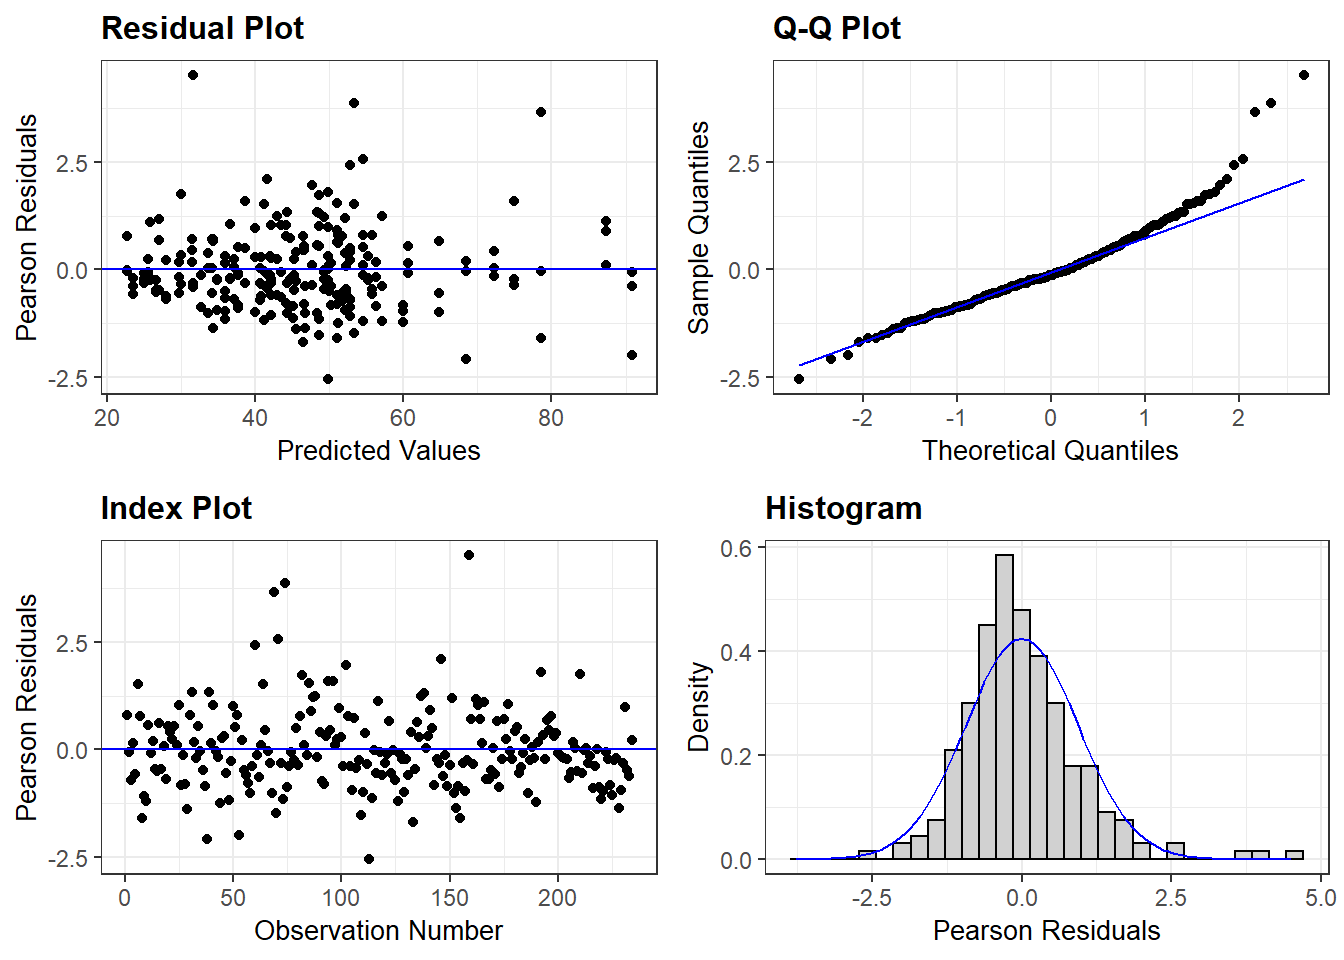 Residual Plot
Pearson Residuals
2.5
0.0
-2.5
20 40 60 80
Predicted Values
Q-Q Plot
Sample Quantiles
2.5
0.0
-2.5
-2 -1 0 1 2
Theoretical Quantiles
Index Plot
Pearson Residuals
2.5
0.0
-2.5
0 50 100 150 200
Observation Number
Histogram
Density
0.6
0.4
0.2
0.0
-2.5 0.0 2.5 5.0
Pearson Residuals